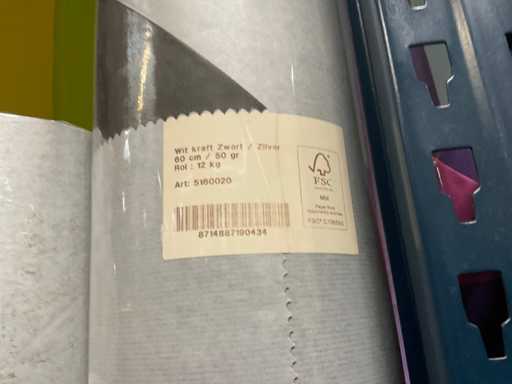 Wit kraft Zwart / Zilver
60 cm / 50 gr
Rol : 12 kg
Art: 5160020
8714887190434
FSC
MIX